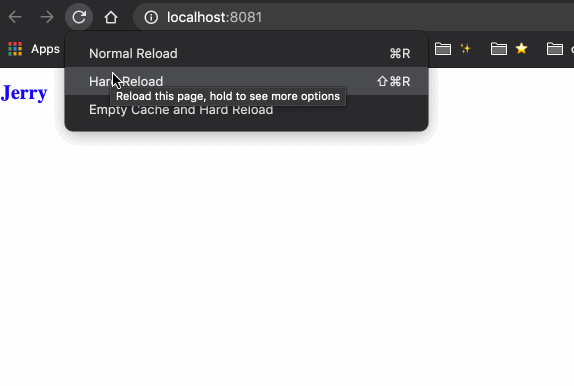 localhost:8081
Apps
Normal Reload ⌘R
Hard Reload ⇧⌘R
Reload this page, hold to see more options
Empty Cache and Hard Reload
Jerry